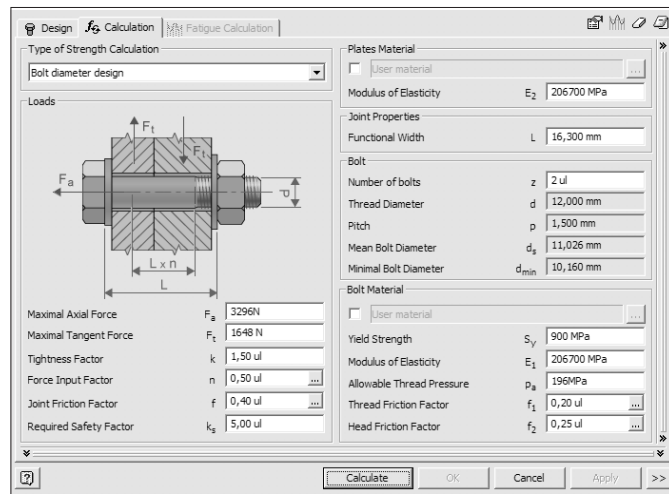 Design
Calculation
Fatigue Calculation
Type of Strength Calculation
Bolt diameter design
Loads
Ft
Ft
Fa
d
L x n
L
Maximal Axial Force Fa 3296N
Maximal Tangent Force Ft 1648 N
Tightness Factor k 1,50 ul
Force Input Factor n 0,50 ul ...
Joint Friction Factor f 0,40 ul ...
Required Safety Factor ks 5,00 ul
Plates Material
User material ...
Modulus of Elasticity E2 206700 MPa
Joint Properties
Functional Width L 16,300 mm
Bolt
Number of bolts z 2 ul
Thread Diameter d 12,000 mm
Pitch p 1,500 mm
Mean Bolt Diameter ds 11,026 mm
Minimal Bolt Diameter dmin 10,160 mm
Bolt Material
User material ...
Yield Strength Sy 900 MPa
Modulus of Elasticity E1 206700 MPa
Allowable Thread Pressure pa 196MPa
Thread Friction Factor f1 0,20 ul ...
Head Friction Factor f2 0,25 ul ...
Calculate OK Cancel Apply >>